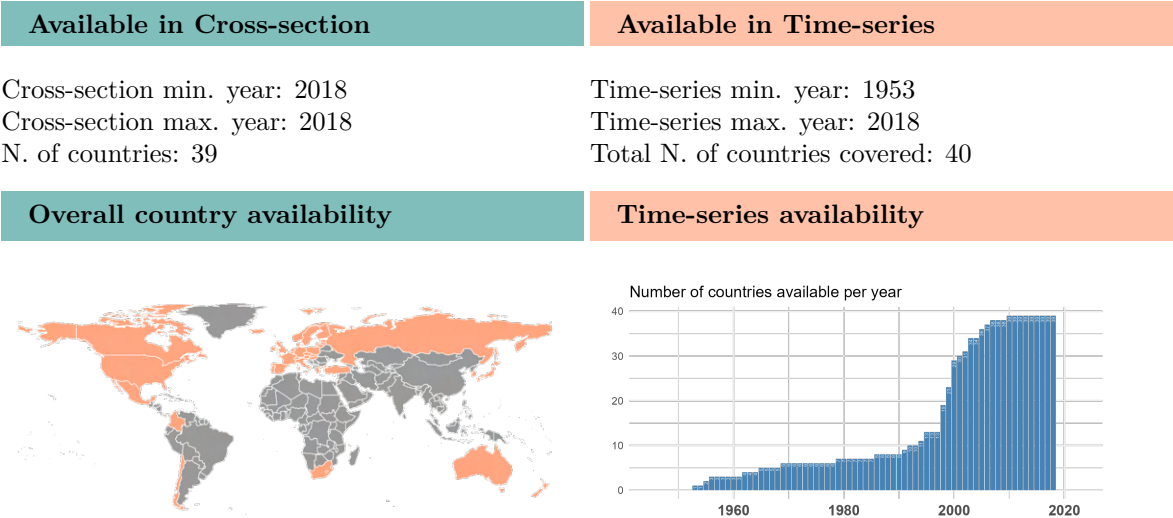 Available in Cross-section
Available in Time-series
Cross-section min. year: 2018
Cross-section max. year: 2018
N. of countries: 39
Time-series min. year: 1953
Time-series max. year: 2018
Total N. of countries covered: 40
Overall country availability
Time-series availability
Number of countries available per year
40
30
20
10
0
1960 1980 2000 2020